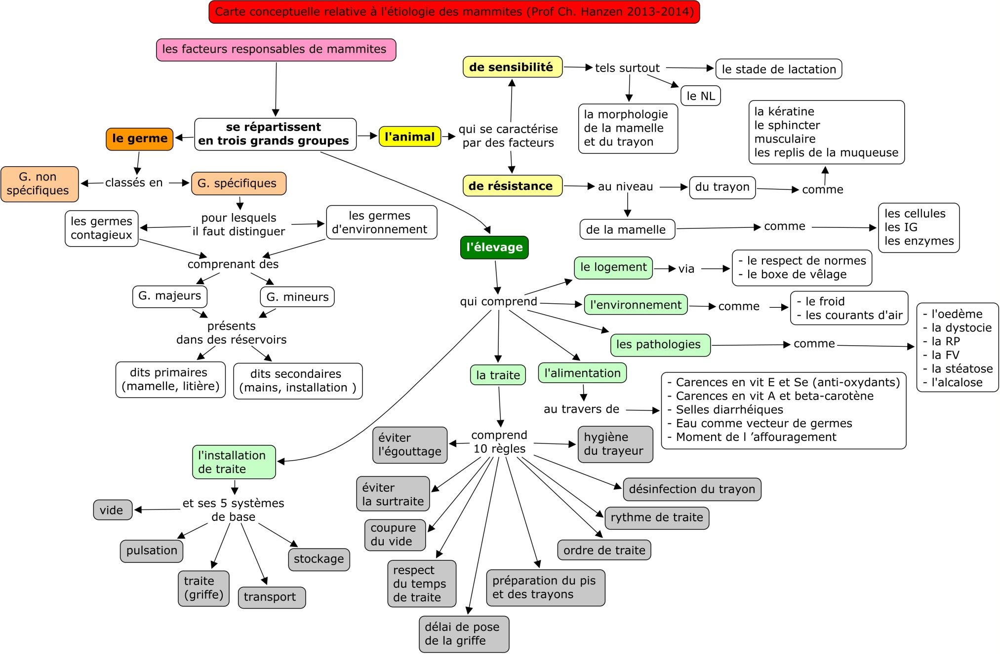 Carte conceptuelle relative à l'étiologie des mammites (Prof Ch. Hanzen 2013-2014)
les facteurs responsables de mammites
se répartissent
en trois grands groupes
le germe
classés en
G. non
spécifiques
G. spécifiques
pour lesquels
il faut distinguer
les germes
contagieux
les germes
d'environnement
comprenant des
G. majeurs
G. mineurs
présents
dans des réservoirs
dits primaires
(mamelle, litière)
dits secondaires
(mains, installation )
l'animal
qui se caractérise
par des facteurs
de sensibilité
tels surtout
le stade de lactation
le NL
la morphologie
de la mamelle
et du trayon
de résistance
au niveau
du trayon
comme
la kératine
le sphincter
musculaire
les replis de la muqueuse
de la mamelle
comme
les cellules
les IG
les enzymes
l'élevage
qui comprend
le logement
via
- le respect de normes
- le boxe de vêlage
l'environnement
comme
- le froid
- les courants d'air
les pathologies
comme
- l'oedème
- la dystocie
- la RP
- la FV
- la stéatose
- l'alcalose
l'alimentation
au travers de
- Carences en vit E et Se (anti-oxydants)
- Carences en vit A et beta-carotène
- Selles diarrhéiques
- Eau comme vecteur de germes
- Moment de l ’affouragement
la traite
comprend
10 règles
éviter
l'égouttage
hygiène
du trayeur
éviter
la surtraite
désinfection du trayon
coupure
du vide
rythme de traite
respect
du temps
de traite
ordre de traite
préparation du pis
et des trayons
délai de pose
de la griffe
l'installation
de traite
et ses 5 systèmes
de base
vide
pulsation
traite
(griffe)
transport
stockage